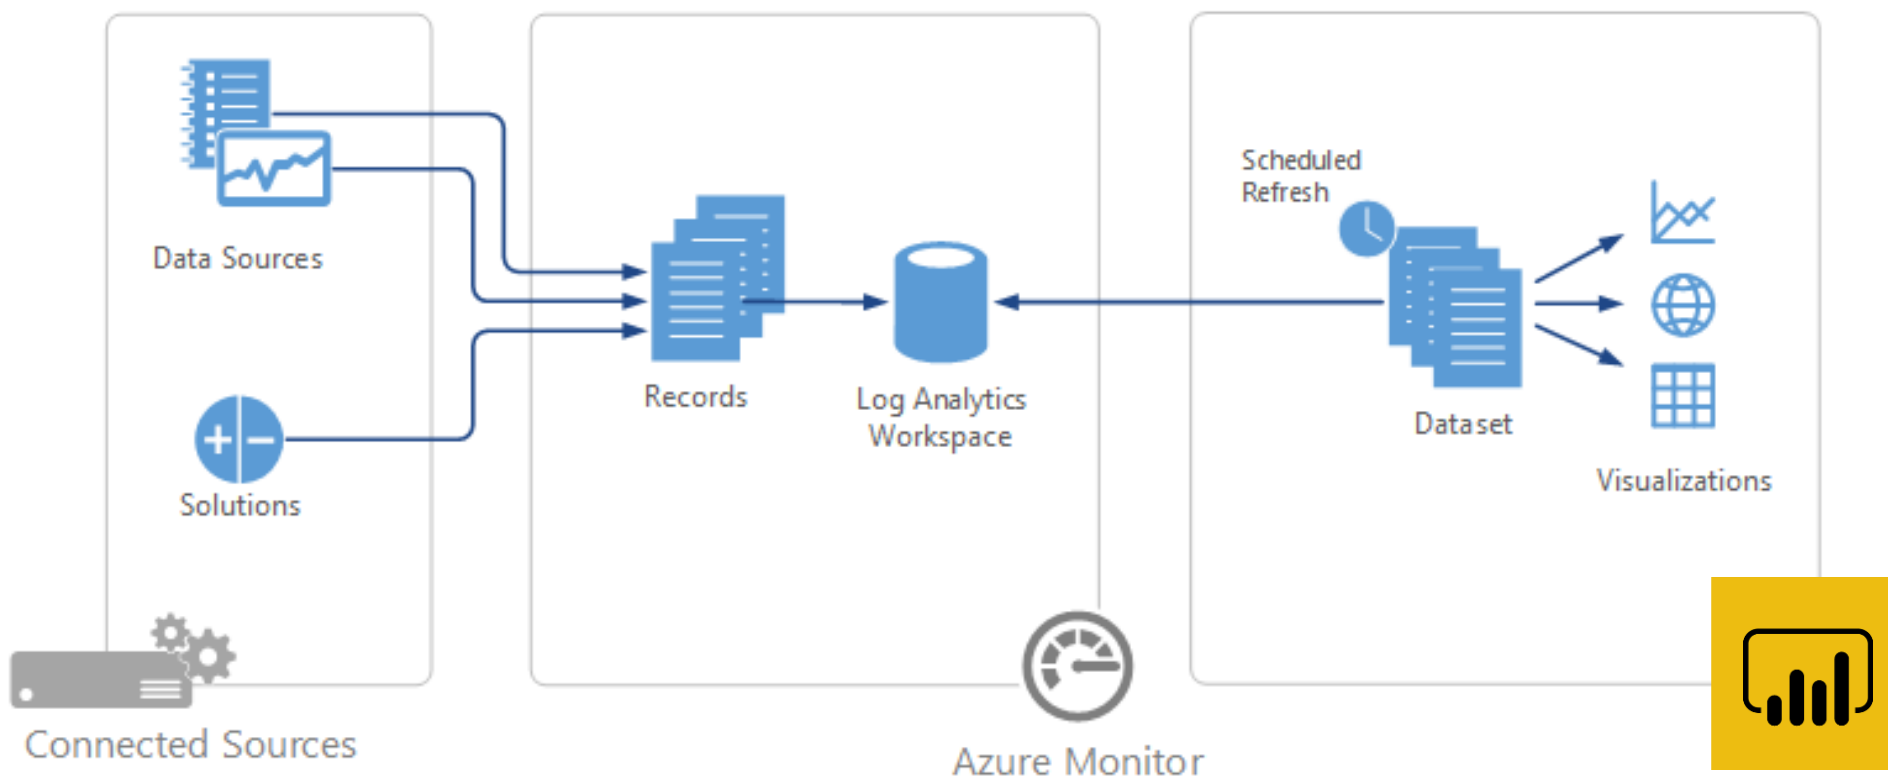 Data Sources
Solutions
Connected Sources
Records
Log Analytics
Workspace
Azure Monitor
Scheduled
Refresh
Dataset
Visualizations